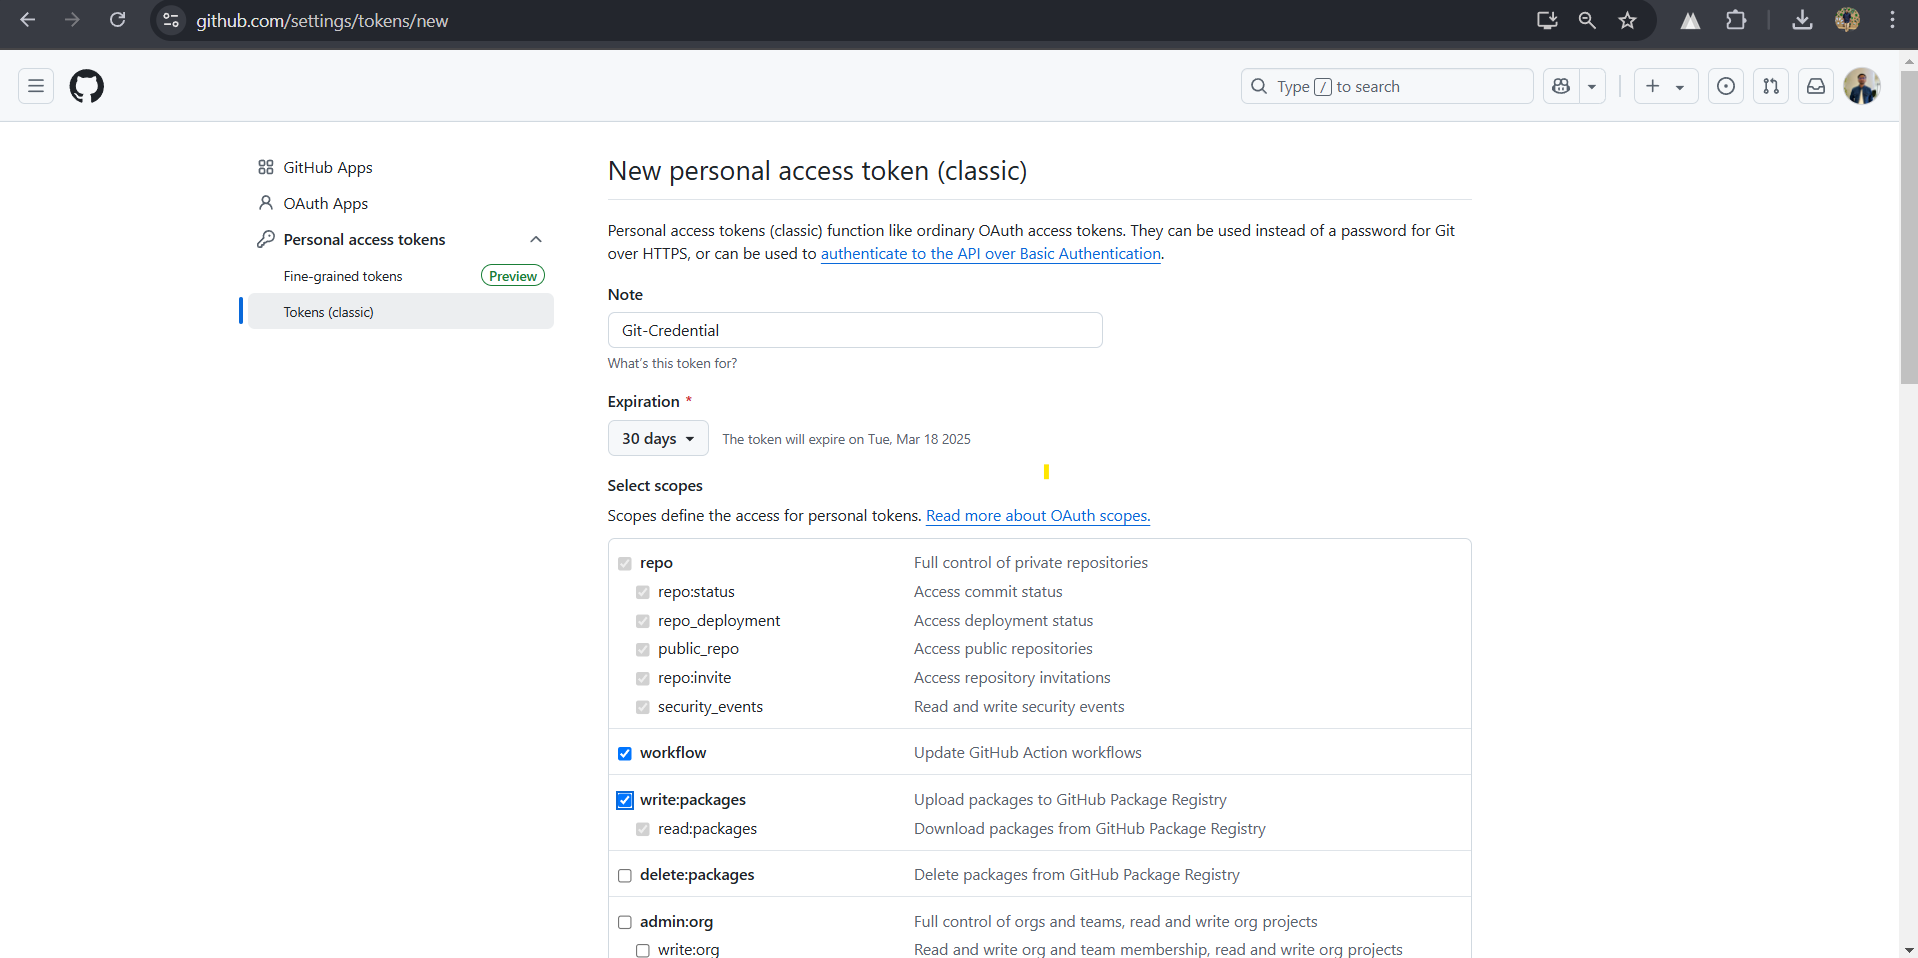 github.com/settings/tokens/new
Type / to search
GitHub Apps
OAuth Apps
Personal access tokens
Fine-grained tokens Preview
Tokens (classic)
New personal access token (classic)
Personal access tokens (classic) function like ordinary OAuth access tokens. They can be used instead of a password for Git
over HTTPS, or can be used to authenticate to the API over Basic Authentication.
Note
Git-Credential
What's this token for?
Expiration *
30 days The token will expire on Tue, Mar 18 2025
Select scopes
Scopes define the access for personal tokens. Read more about OAuth scopes.
repo Full control of private repositories
repo:status Access commit status
repo_deployment Access deployment status
public_repo Access public repositories
repo:invite Access repository invitations
security_events Read and write security events
workflow Update GitHub Action workflows
write:packages Upload packages to GitHub Package Registry
read:packages Download packages from GitHub Package Registry
delete:packages Delete packages from GitHub Package Registry
admin:org Full control of orgs and teams, read and write org projects
write:org Read and write org and team membership, read and write org projects